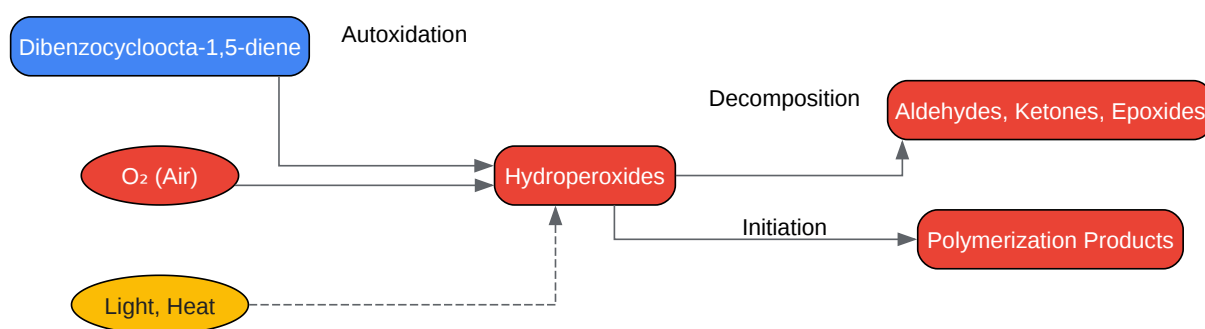 Dibenzocycloocta-1,5-diene
Autoxidation
Decomposition
Aldehydes, Ketones, Epoxides
O₂ (Air)
Hydroperoxides
Initiation
Polymerization Products
Light, Heat